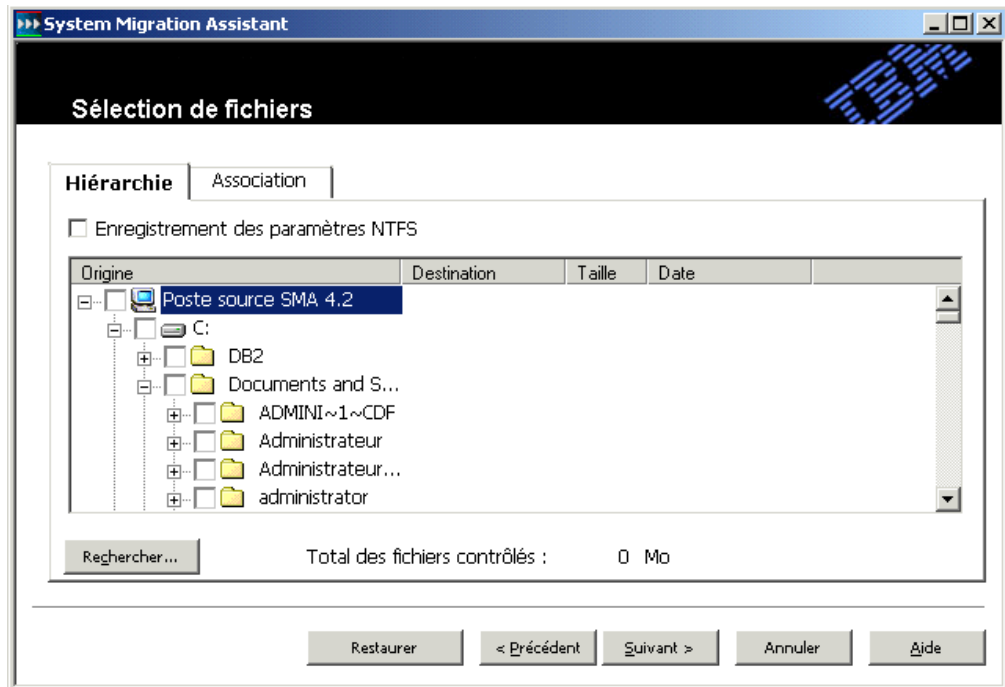 System Migration Assistant
IBM
Sélection de fichiers
Hiérarchie Association
Enregistrement des paramètres NTFS
Origine Destination Taille Date
Poste source SMA 4.2
C:
DB2
Documents and S...
ADMINI~1~CDF
Administrateur
Administrateur...
administrator
Rechercher... Total des fichiers contrôlés : 0 Mo
Restaurer < Précédent Suivant > Annuler Aide